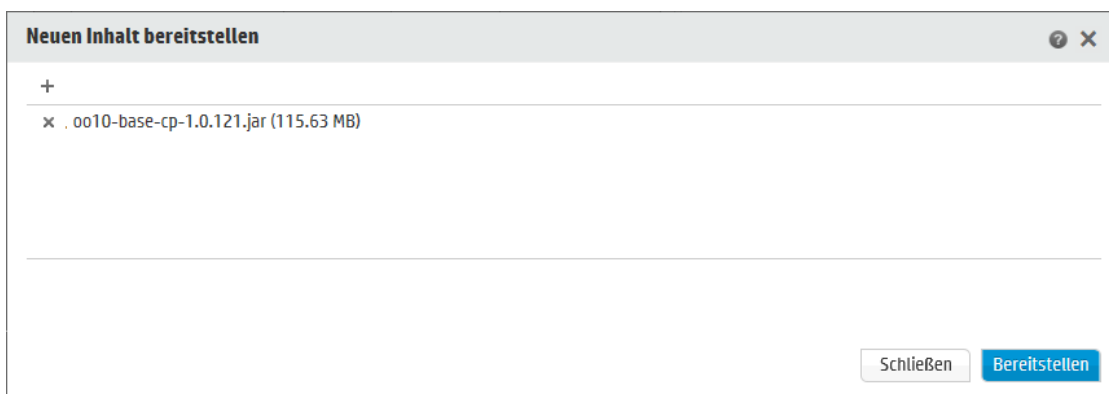 Neuen Inhalt bereitstellen
oo10-base-cp-1.0.121.jar (115.63 MB)
Schließen Bereitstellen